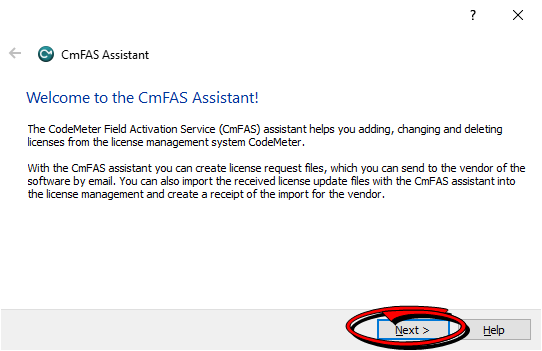 ?
CmFAS Assistant
Welcome to the CmFAS Assistant!
The CodeMeter Field Activation Service (CmFAS) assistant helps you adding, changing and deleting
licenses from the license management system CodeMeter.
With the CmFAS assistant you can create license request files, which you can send to the vendor of the
software by email. You can also import the received license update files with the CmFAS assistant into
the license management and create a receipt of the import for the vendor.
Next >
Help